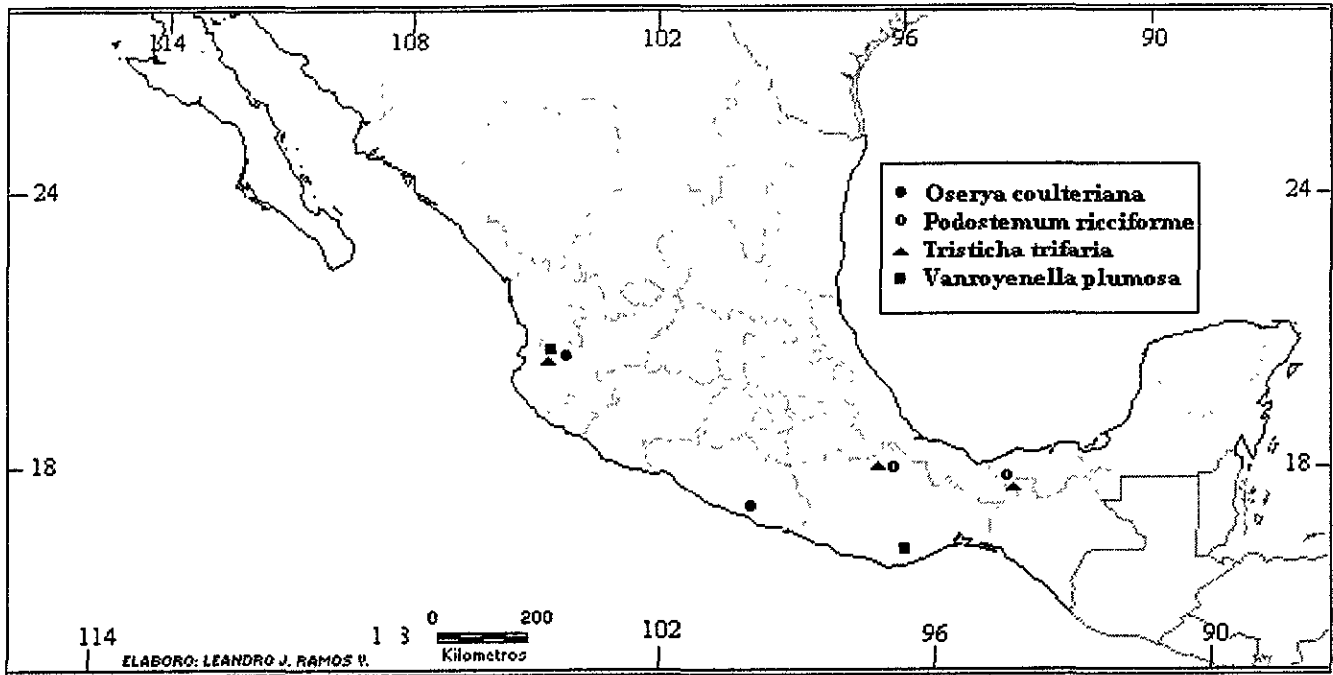 114 108 102 96 90
24 24
Oserya coulteriana
Podostemum ricciforme
Tristicha trifaria
Vanroyenella plumosa
18 18
0 200
Kilometros
114 1 8 102 96 90
ELABORO: LEANDRO J. RAMOS V.